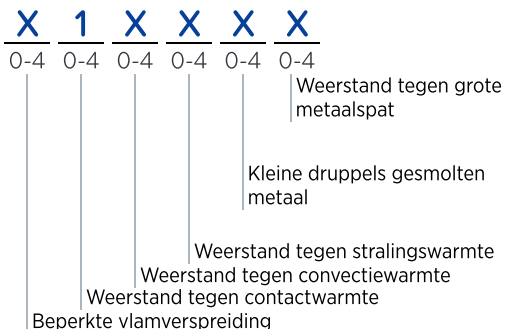 X 1 X X X X
0-4 0-4 0-4 0-4 0-4 0-4
Weerstand tegen grote
metaalspat
Kleine druppels gesmolten
metaal
Weerstand tegen stralingswarmte
Weerstand tegen convectiewarmte
Weerstand tegen contactwarmte
Beperkte vlamverspreiding